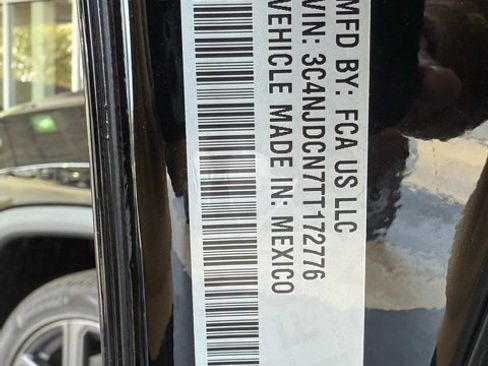 MFD BY: FCA US LLC
VIN: 3C4NJDCN7TT172776
VEHICLE MADE IN: MEXICO